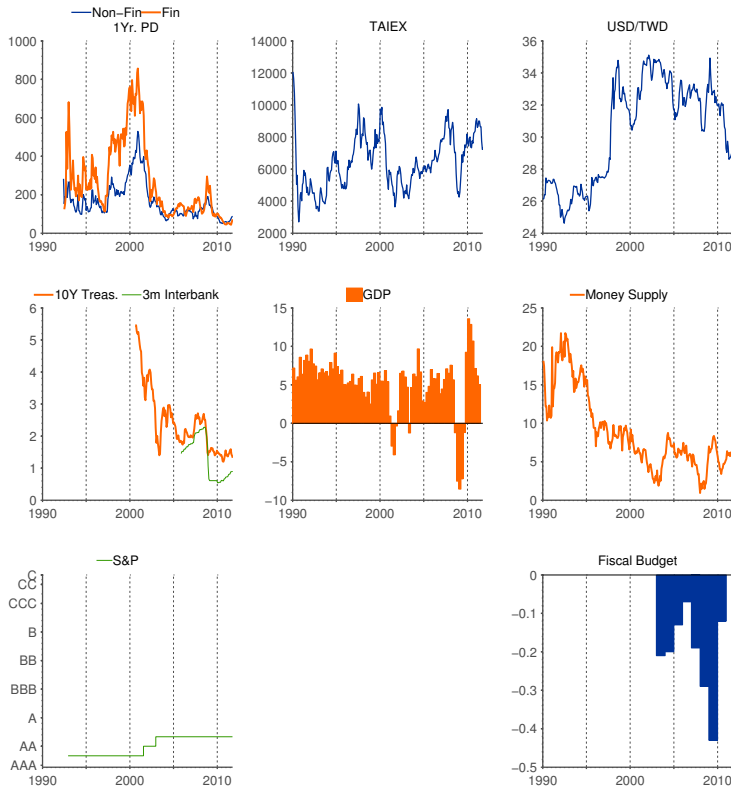 Non−Fin Fin
1Yr. PD
1000
800
600
400
200
0
1990 2000 2010
TAIEX
14000
12000
10000
8000
6000
4000
2000
1990 2000 2010
USD/TWD
36
34
32
30
28
26
24
1990 2000 2010
10Y Treas. 3m Interbank
6
5
4
3
2
1
0
1990 2000 2010
GDP
15
10
5
0
−5
−10
1990 2000 2010
Money Supply
25
20
15
10
5
0
1990 2000 2010
S&P
C
CC
CCC
B
BB
BBB
A
AA
AAA
1990 2000 2010
Fiscal Budget
0
−0.1
−0.2
−0.3
−0.4
−0.5
1990 2000 2010